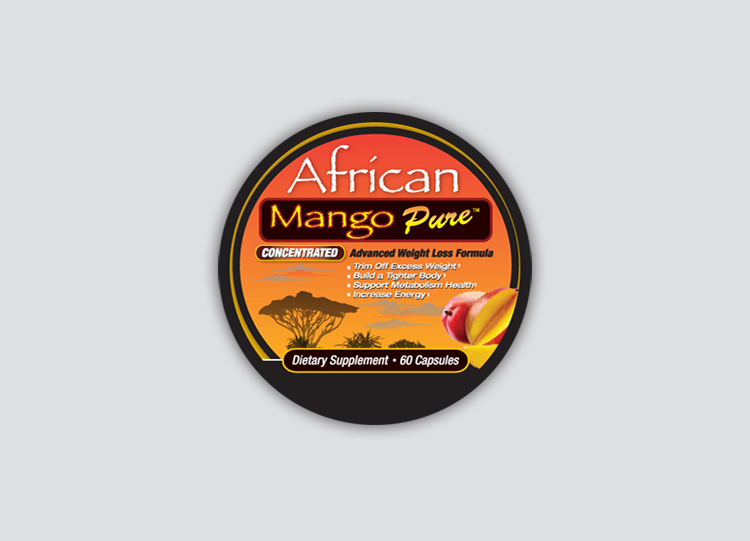 African
Mango Pure™
CONCENTRATED Advanced Weight Loss Formula
• Trim Off Excess Weight¶
• Build a Tighter Body¶
• Support Metabolism Health¶
• Increase Energy¶
Dietary Supplement • 60 Capsules